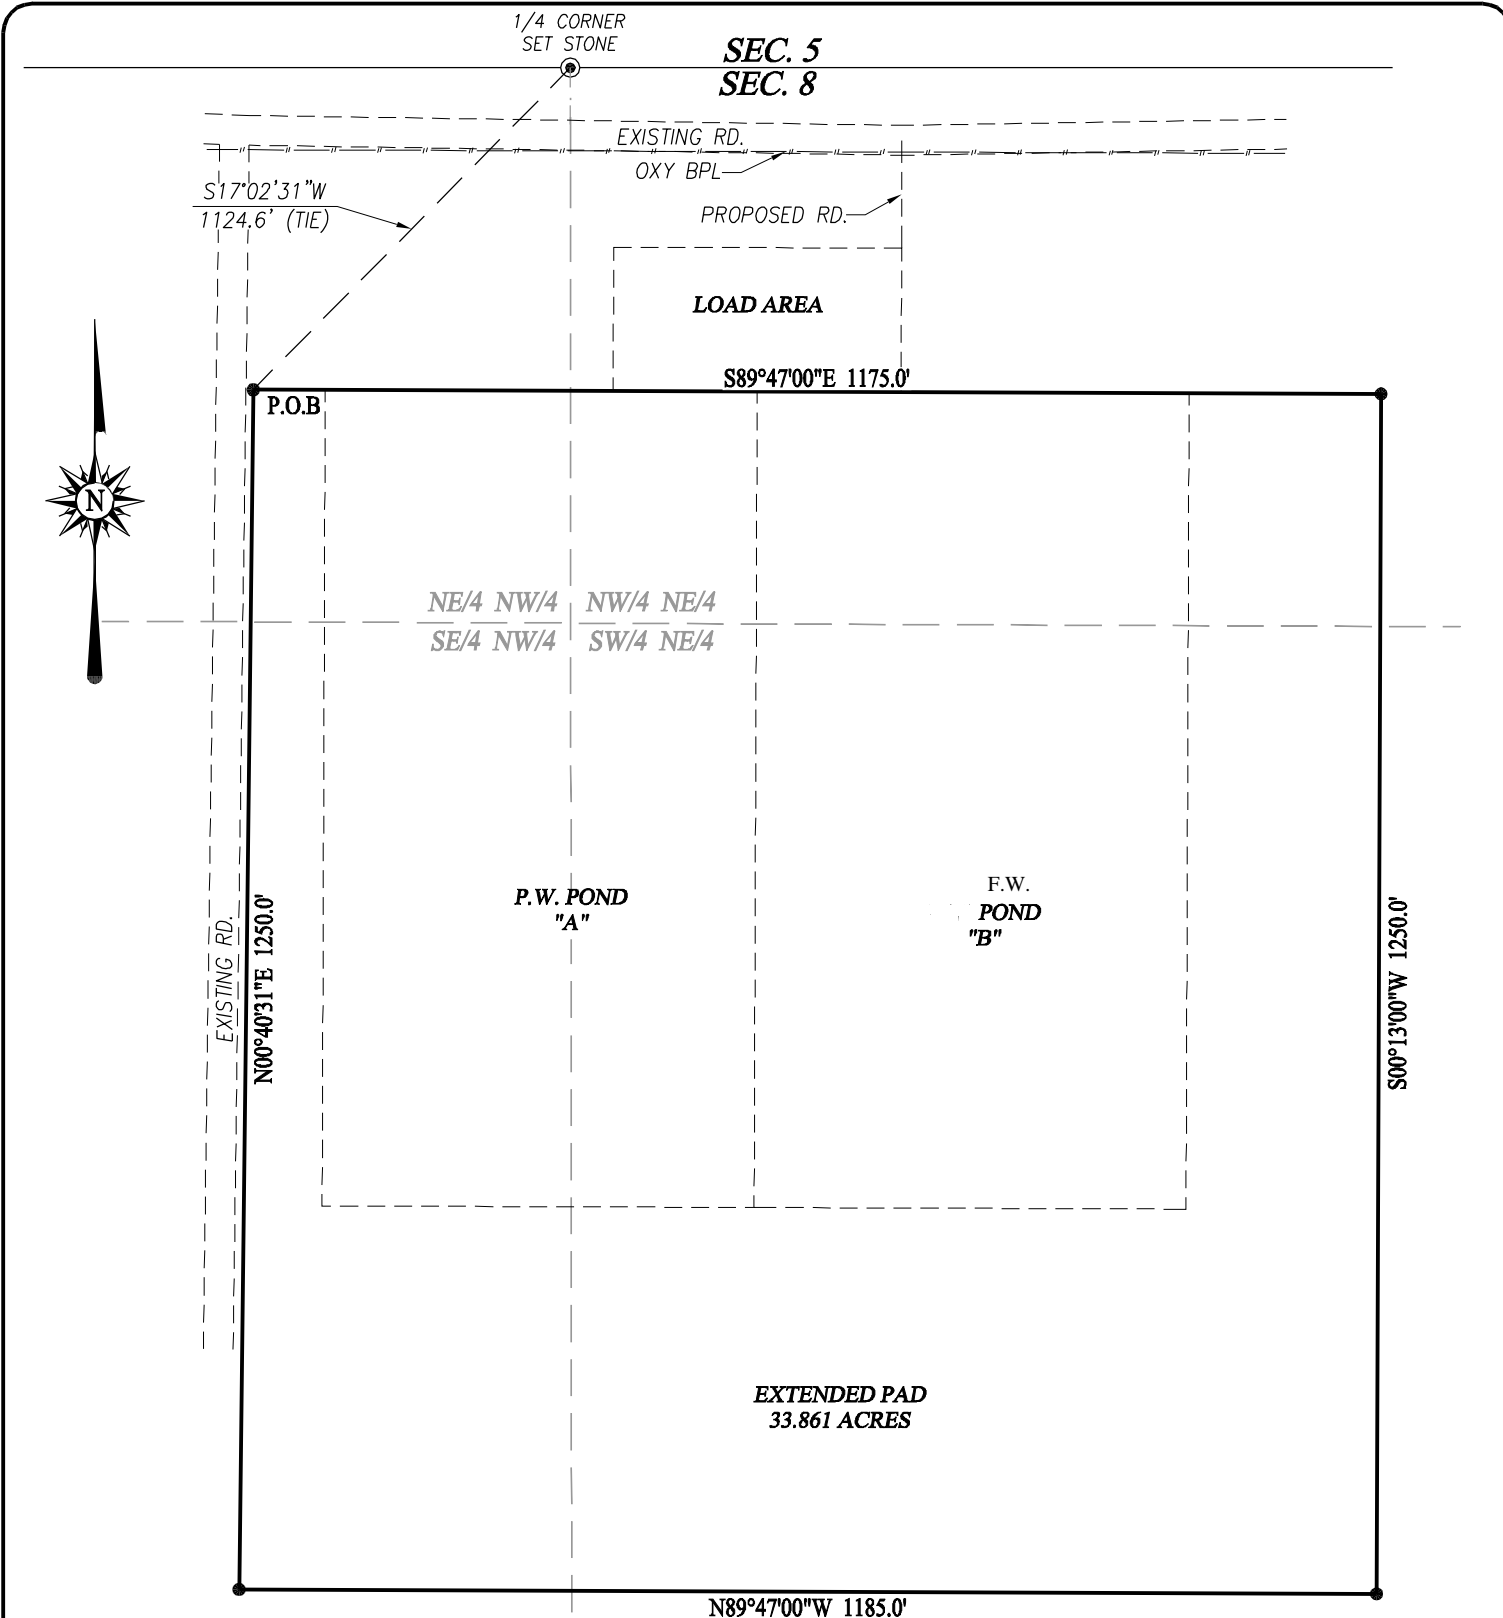 1/4 CORNER
SET STONE
SEC. 5
SEC. 8
EXISTING RD.
OXY BPL
S17°02'31"W
1124.6' (TIE)
PROPOSED RD.
LOAD AREA
S89°47'00"E 1175.0'
P.O.B
N
NE/4 NW/4 NW/4 NE/4
SE/4 NW/4 SW/4 NE/4
P.W. POND
"A"
F.W.
POND
"B"
EXISTING RD.
N00°40'31"E 1250.0'
S00°13'00"W 1250.0'
EXTENDED PAD
33.861 ACRES
N89°47'00"W 1185.0'